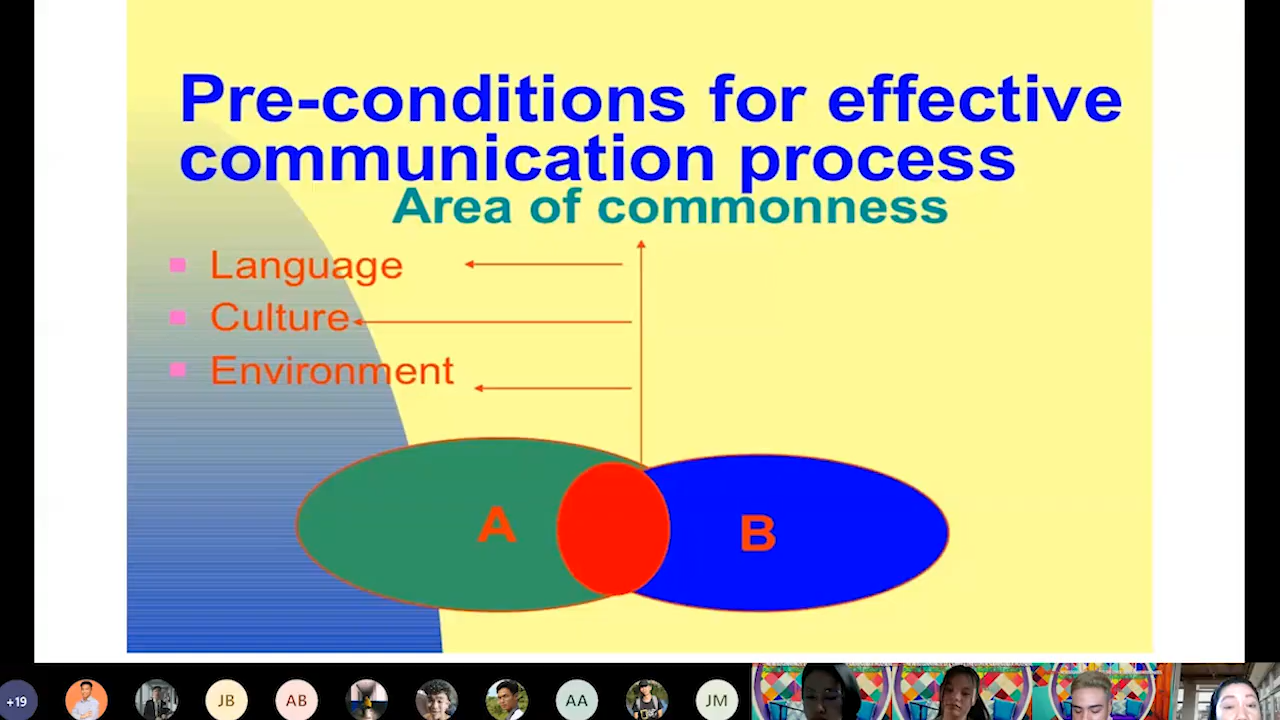 Pre-conditions for effective
communication process
Area of commonness
Language
Culture
Environment
A
B
+19
JB
AB
AA
JM